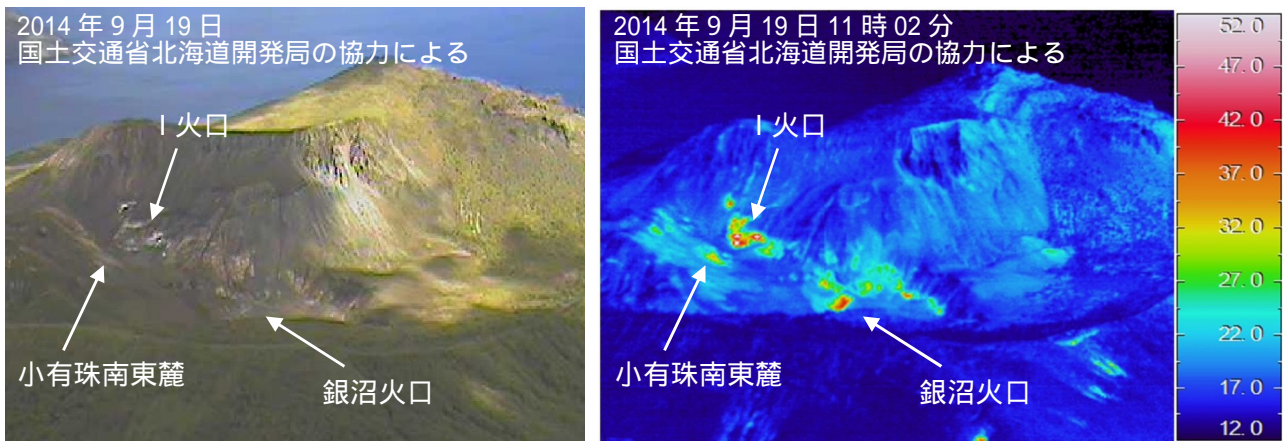 2014 年 9 月 19 日
国土交通省北海道開発局の協力による
I 火口
小有珠南東麓
銀沼火口
2014 年 9 月 19 日 11 時 02 分
国土交通省北海道開発局の協力による
I 火口
小有珠南東麓
銀沼火口
52.0
47.0
42.0
37.0
32.0
27.0
22.0
17.0
12.0